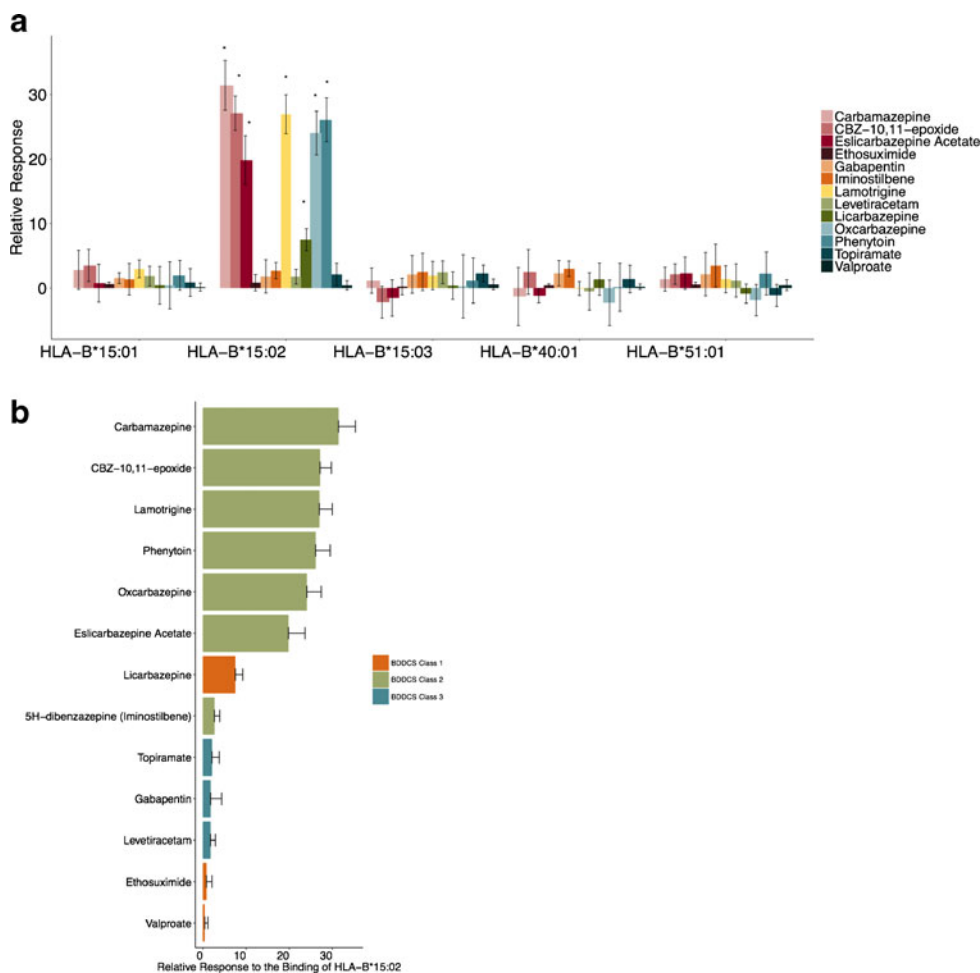 a
Relative Response
30
20
10
0
HLA-B*15:01
HLA-B*15:02
HLA-B*15:03
HLA-B*40:01
HLA-B*51:01
Carbamazepine
CBZ-10,11-epoxide
Eslicarbazepine Acetate
Ethosuximide
Gabapentin
Iminostilbene
Lamotrigine
Levetiracetam
Licarbazepine
Oxcarbazepine
Phenytoin
Topiramate
Valproate
b
Carbamazepine
CBZ-10,11-epoxide
Lamotrigine
Phenytoin
Oxcarbazepine
Eslicarbazepine Acetate
Licarbazepine
5H-dibenzazepine (Iminostilbene)
Topiramate
Gabapentin
Levetiracetam
Ethosuximide
Valproate
BDDCS Class 1
BDDCS Class 2
BDDCS Class 3
0 10 20 30
Relative Response to the Binding of HLA-B*15:02